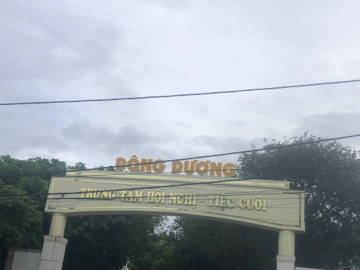 ĐÔNG DƯƠNG
TRUNG TÂM HỘI NGHỊ - TIỆC CƯỚI